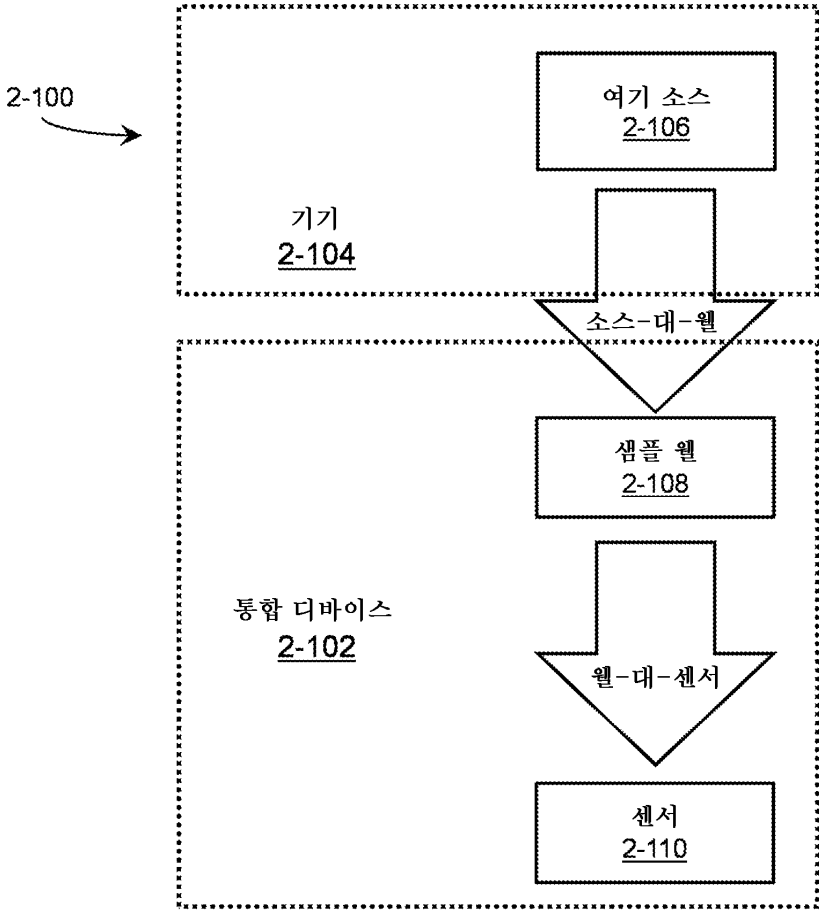 2-100
여기 소스
2-106
기기
2-104
소스-대-웰
샘플 웰
2-108
통합 디바이스
2-102
웰-대-센서
센서
2-110